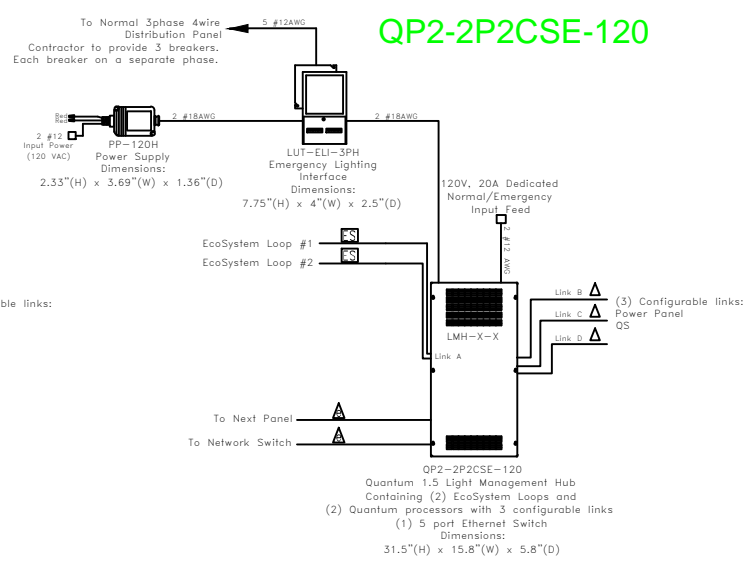 QP2-2P2CSE-120
To Normal 3phase 4wire
Distribution Panel
Contractor to provide 3 breakers.
Each breaker on a separate phase.
5 #12AWG
Red
Red
2 #12
Input Power
(120 VAC)
PP-120H
Power Supply
Dimensions:
2.33"(H) x 3.69"(W) x 1.36"(D)
2 #18AWG
2 #18AWG
LUT-ELI-3PH
Emergency Lighting
Interface
Dimensions:
7.75"(H) x 4"(W) x 2.5"(D)
120V, 20A Dedicated
Normal/Emergency
Input Feed
2 #12 AWG
EcoSystem Loop #1
ES
EcoSystem Loop #2
ES
ble links:
LMH-X-X
Link A
Link B
Link C
Link D
(3) Configurable links:
Power Panel
QS
To Next Panel
To Network Switch
QP2-2P2CSE-120
Quantum 1.5 Light Management Hub
Containing (2) EcoSystem Loops and
(2) Quantum processors with 3 configurable links
(1) 5 port Ethernet Switch
Dimensions:
31.5"(H) x 15.8"(W) x 5.8"(D)